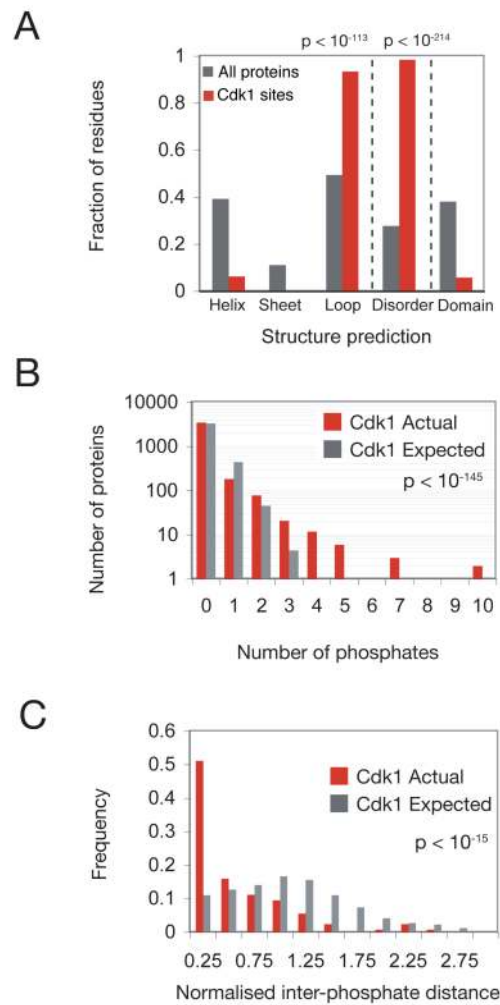 A
p < 10-113 p < 10-214
1
0.8
0.6
0.4
0.2
0
Fraction of residues
All proteins
Cdk1 sites
Helix Sheet Loop Disorder Domain
Structure prediction
B
10000
1000
100
10
1
Number of proteins
Cdk1 Actual
Cdk1 Expected
p < 10-145
0 1 2 3 4 5 6 7 8 9 10
Number of phosphates
C
0.6
0.5
0.4
0.3
0.2
0.1
0
Frequency
Cdk1 Actual
Cdk1 Expected
p < 10-15
0.25 0.75 1.25 1.75 2.25 2.75
Normalised inter-phosphate distance